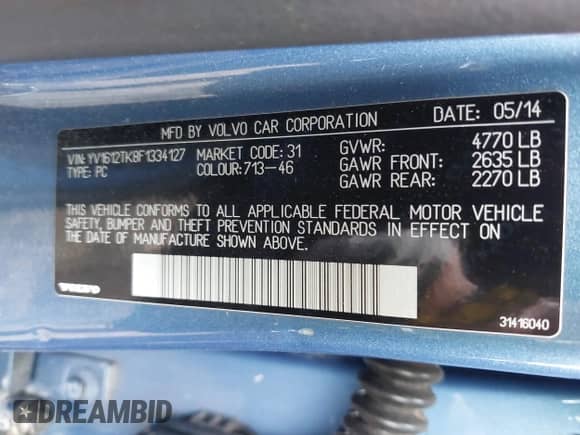 MFD BY VOLVO CAR CORPORATION DATE: 05/14
VIN: YV1612TK8F1334127 MARKET CODE: 31 GVWR: 4770 LB
TYPE: PC COLOUR: 713-46 GAWR FRONT: 2635 LB
GAWR REAR: 2270 LB
THIS VEHICLE CONFORMS TO ALL APPLICABLE FEDERAL MOTOR VEHICLE
SAFETY, BUMPER AND THEFT PREVENTION STANDARDS IN EFFECT ON
THE DATE OF MANUFACTURE SHOWN ABOVE.
VOLVO
31416040
DREAMBID